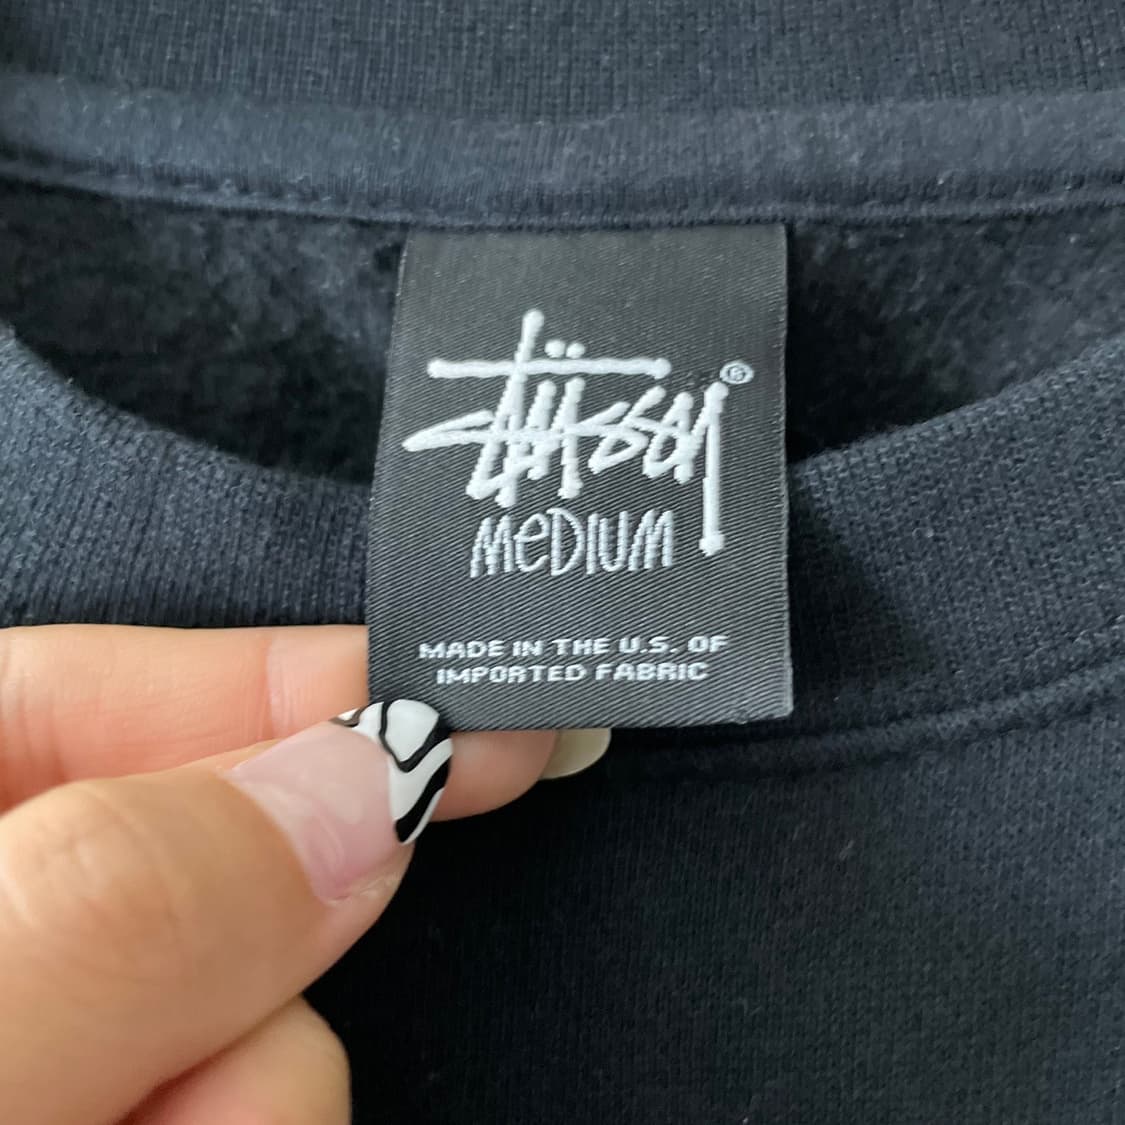 Stüssy®
MeDIUM
MADE IN THE U.S. OF
IMPORTED FABRIC